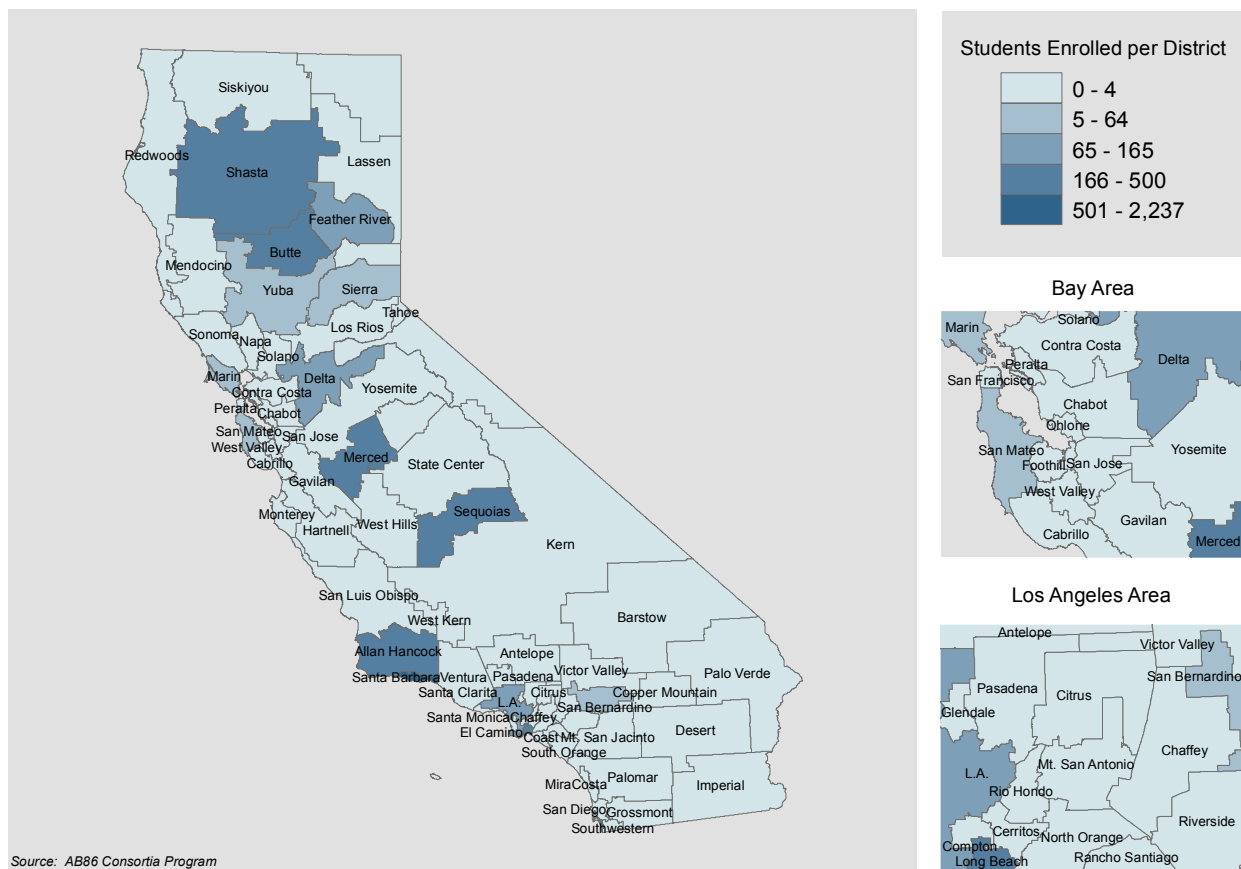 Siskiyou
Redwoods
Lassen
Shasta
Feather River
Butte
Mendocino
Yuba
Sierra
Tahoe
Los Rios
Sonoma
Napa
Solano
Marin
Delta
Yosemite
Contra Costa
Peralta
Chabot
San Mateo
San Jose
West Valley
Merced
Cabrillo
State Center
Gavilan
Sequoias
Monterey
West Hills
Hartnell
Kern
San Luis Obispo
West Kern
Barstow
Allan Hancock
Antelope
Victor Valley
Palo Verde
Santa Barbara
Ventura
Pasadena
Santa Clarita
Citrus
Copper Mountain
L.A.
San Bernardino
Santa Monica
Chaffey
El Camino
Coast
Mt. San Jacinto
Desert
South Orange
MiraCosta
Palomar
Imperial
San Diego
Grossmont
Southwestern
Source: AB86 Consortia Program
Students Enrolled per District
0 - 4
5 - 64
65 - 165
166 - 500
501 - 2,237
Bay Area
Marin
Solano
Contra Costa
Delta
Peralta
San Francisco
Chabot
Ohlone
San Mateo
Yosemite
Foothill
San Jose
West Valley
Gavilan
Cabrillo
Merced
Los Angeles Area
Antelope
Victor Valley
San Bernardino
Pasadena
Citrus
Glendale
Chaffey
L.A.
Mt. San Antonio
Rio Hondo
Riverside
Cerritos
North Orange
Compton
Long Beach
Rancho Santiago